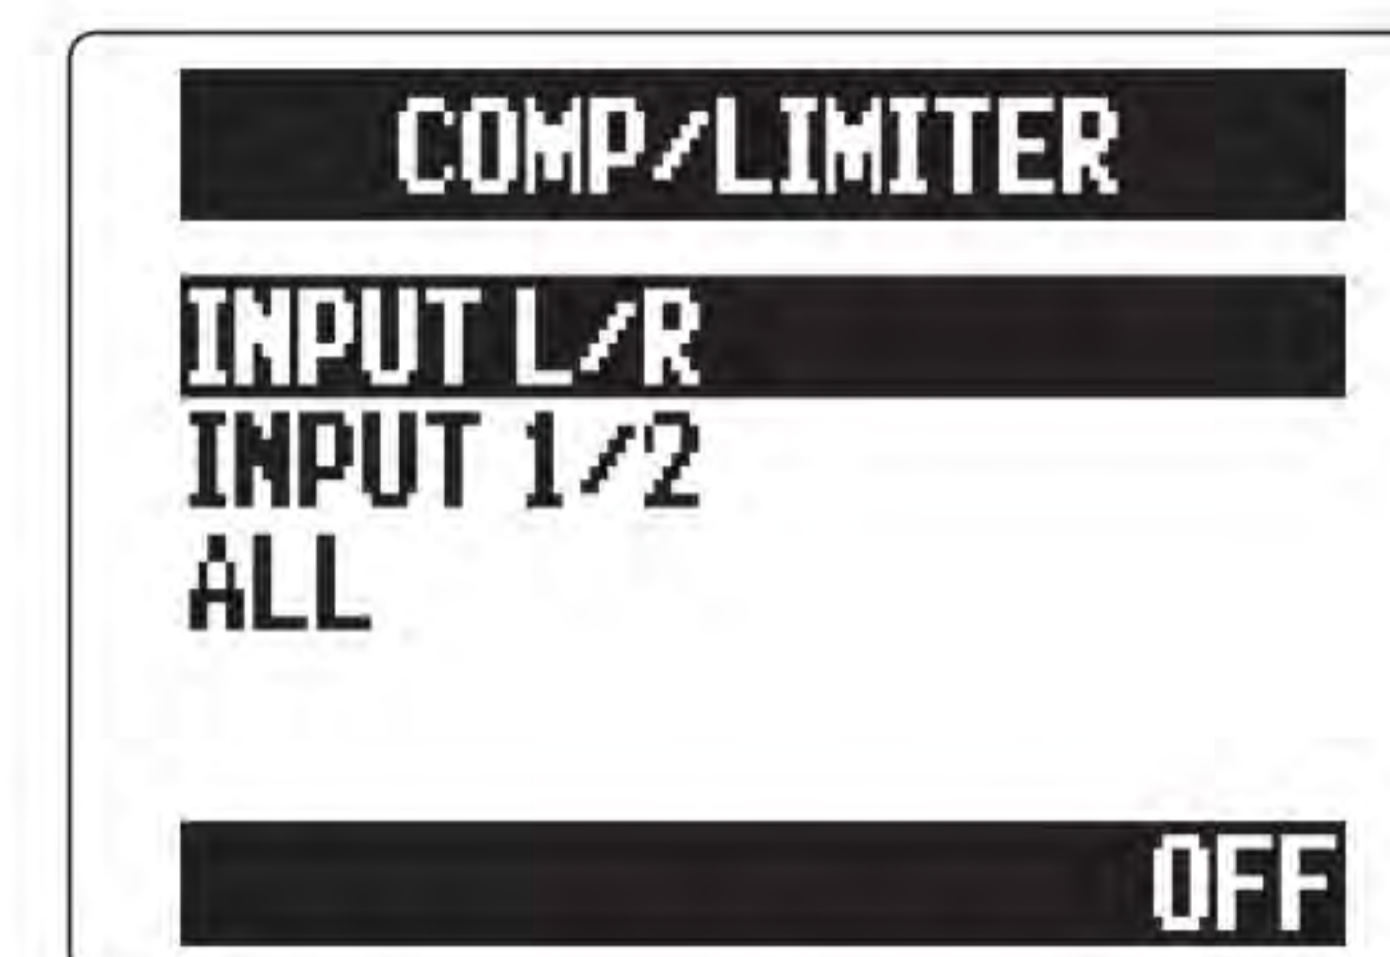 COMP/LIMITER
INPUT L/R
INPUT 1/2
ALL
OFF